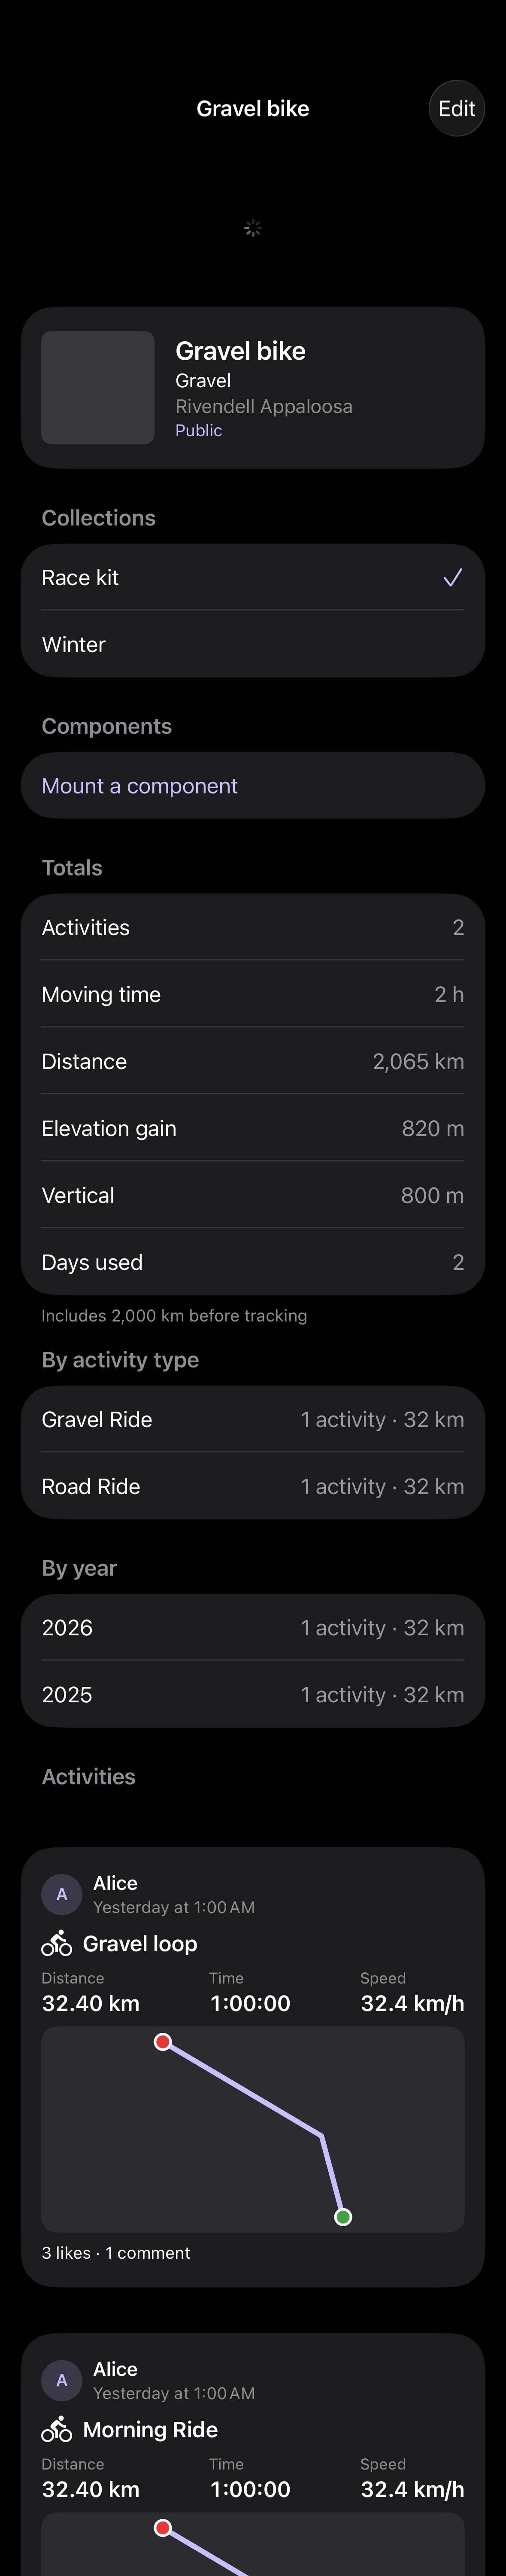 Gravel bike
Edit
Gravel bike
Gravel
Rivendell Appaloosa
Public
Collections
Race kit
Winter
Components
Mount a component
Totals
Activities 2
Moving time 2 h
Distance 2,065 km
Elevation gain 820 m
Vertical 800 m
Days used 2
Includes 2,000 km before tracking
By activity type
Gravel Ride 1 activity · 32 km
Road Ride 1 activity · 32 km
By year
2026 1 activity · 32 km
2025 1 activity · 32 km
Activities
A
Alice
Yesterday at 1:00 AM
Gravel loop
Distance Time Speed
32.40 km 1:00:00 32.4 km/h
3 likes · 1 comment
A
Alice
Yesterday at 1:00 AM
Morning Ride
Distance Time Speed
32.40 km 1:00:00 32.4 km/h